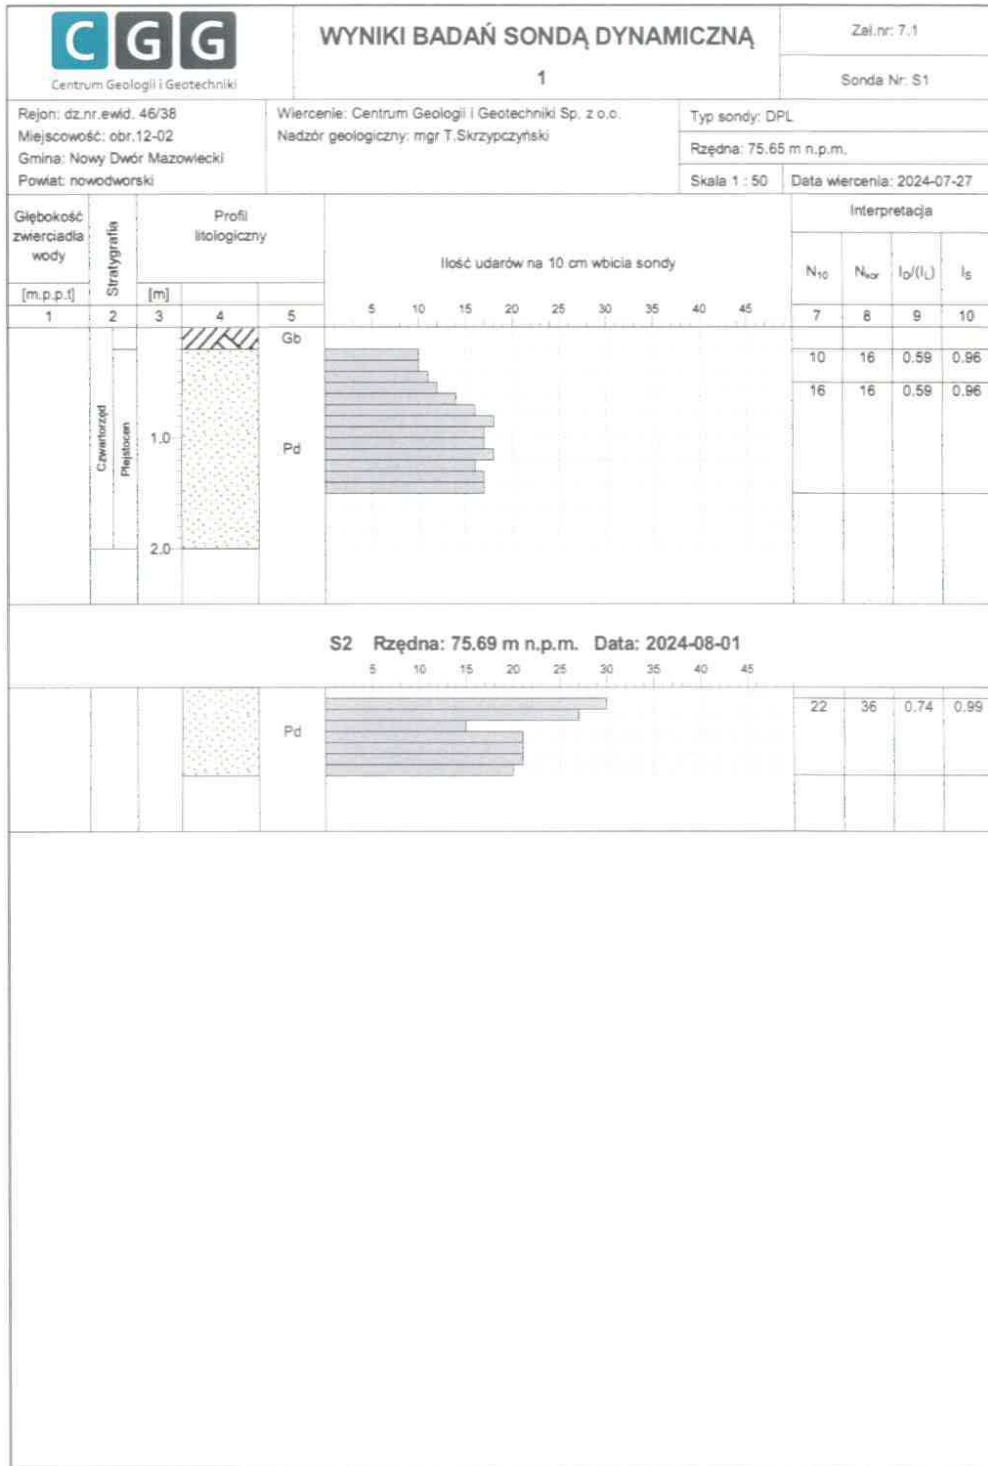 CGG
Centrum Geologii i Geotechniki
WYNIKI BADAŃ SONDĄ DYNAMICZNĄ
1
Zał.nr: 7.1
Sonda Nr: S1
Rejon: dz.nr.ewid. 46/38
Miejscowość: obr.12-02
Gmina: Nowy Dwór Mazowiecki
Powiat: nowodworski
Wiercenie: Centrum Geologii i Geotechniki Sp. z o.o.
Nadzór geologiczny: mgr T.Skrzypczyński
Typ sondy: DPL
Rzędna: 75.65 m n.p.m.
Skala 1 : 50
Data wiercenia: 2024-07-27
Głębokość zwierciadła wody
[m.p.p.t]
Stratygrafia
Profil litologiczny
[m]
Ilość udarów na 10 cm wbicia sondy
5 10 15 20 25 30 35 40 45
Interpretacja
N10 Nkor ID/(IL) IS
1 2 3 4 5 7 8 9 10
Gb
10 16 0.59 0.96
16 16 0.59 0.96
Czwartorzęd
Plejstocen
1.0
Pd
2.0
S2 Rzędna: 75.69 m n.p.m. Data: 2024-08-01
5 10 15 20 25 30 35 40 45
Pd
22 36 0.74 0.99